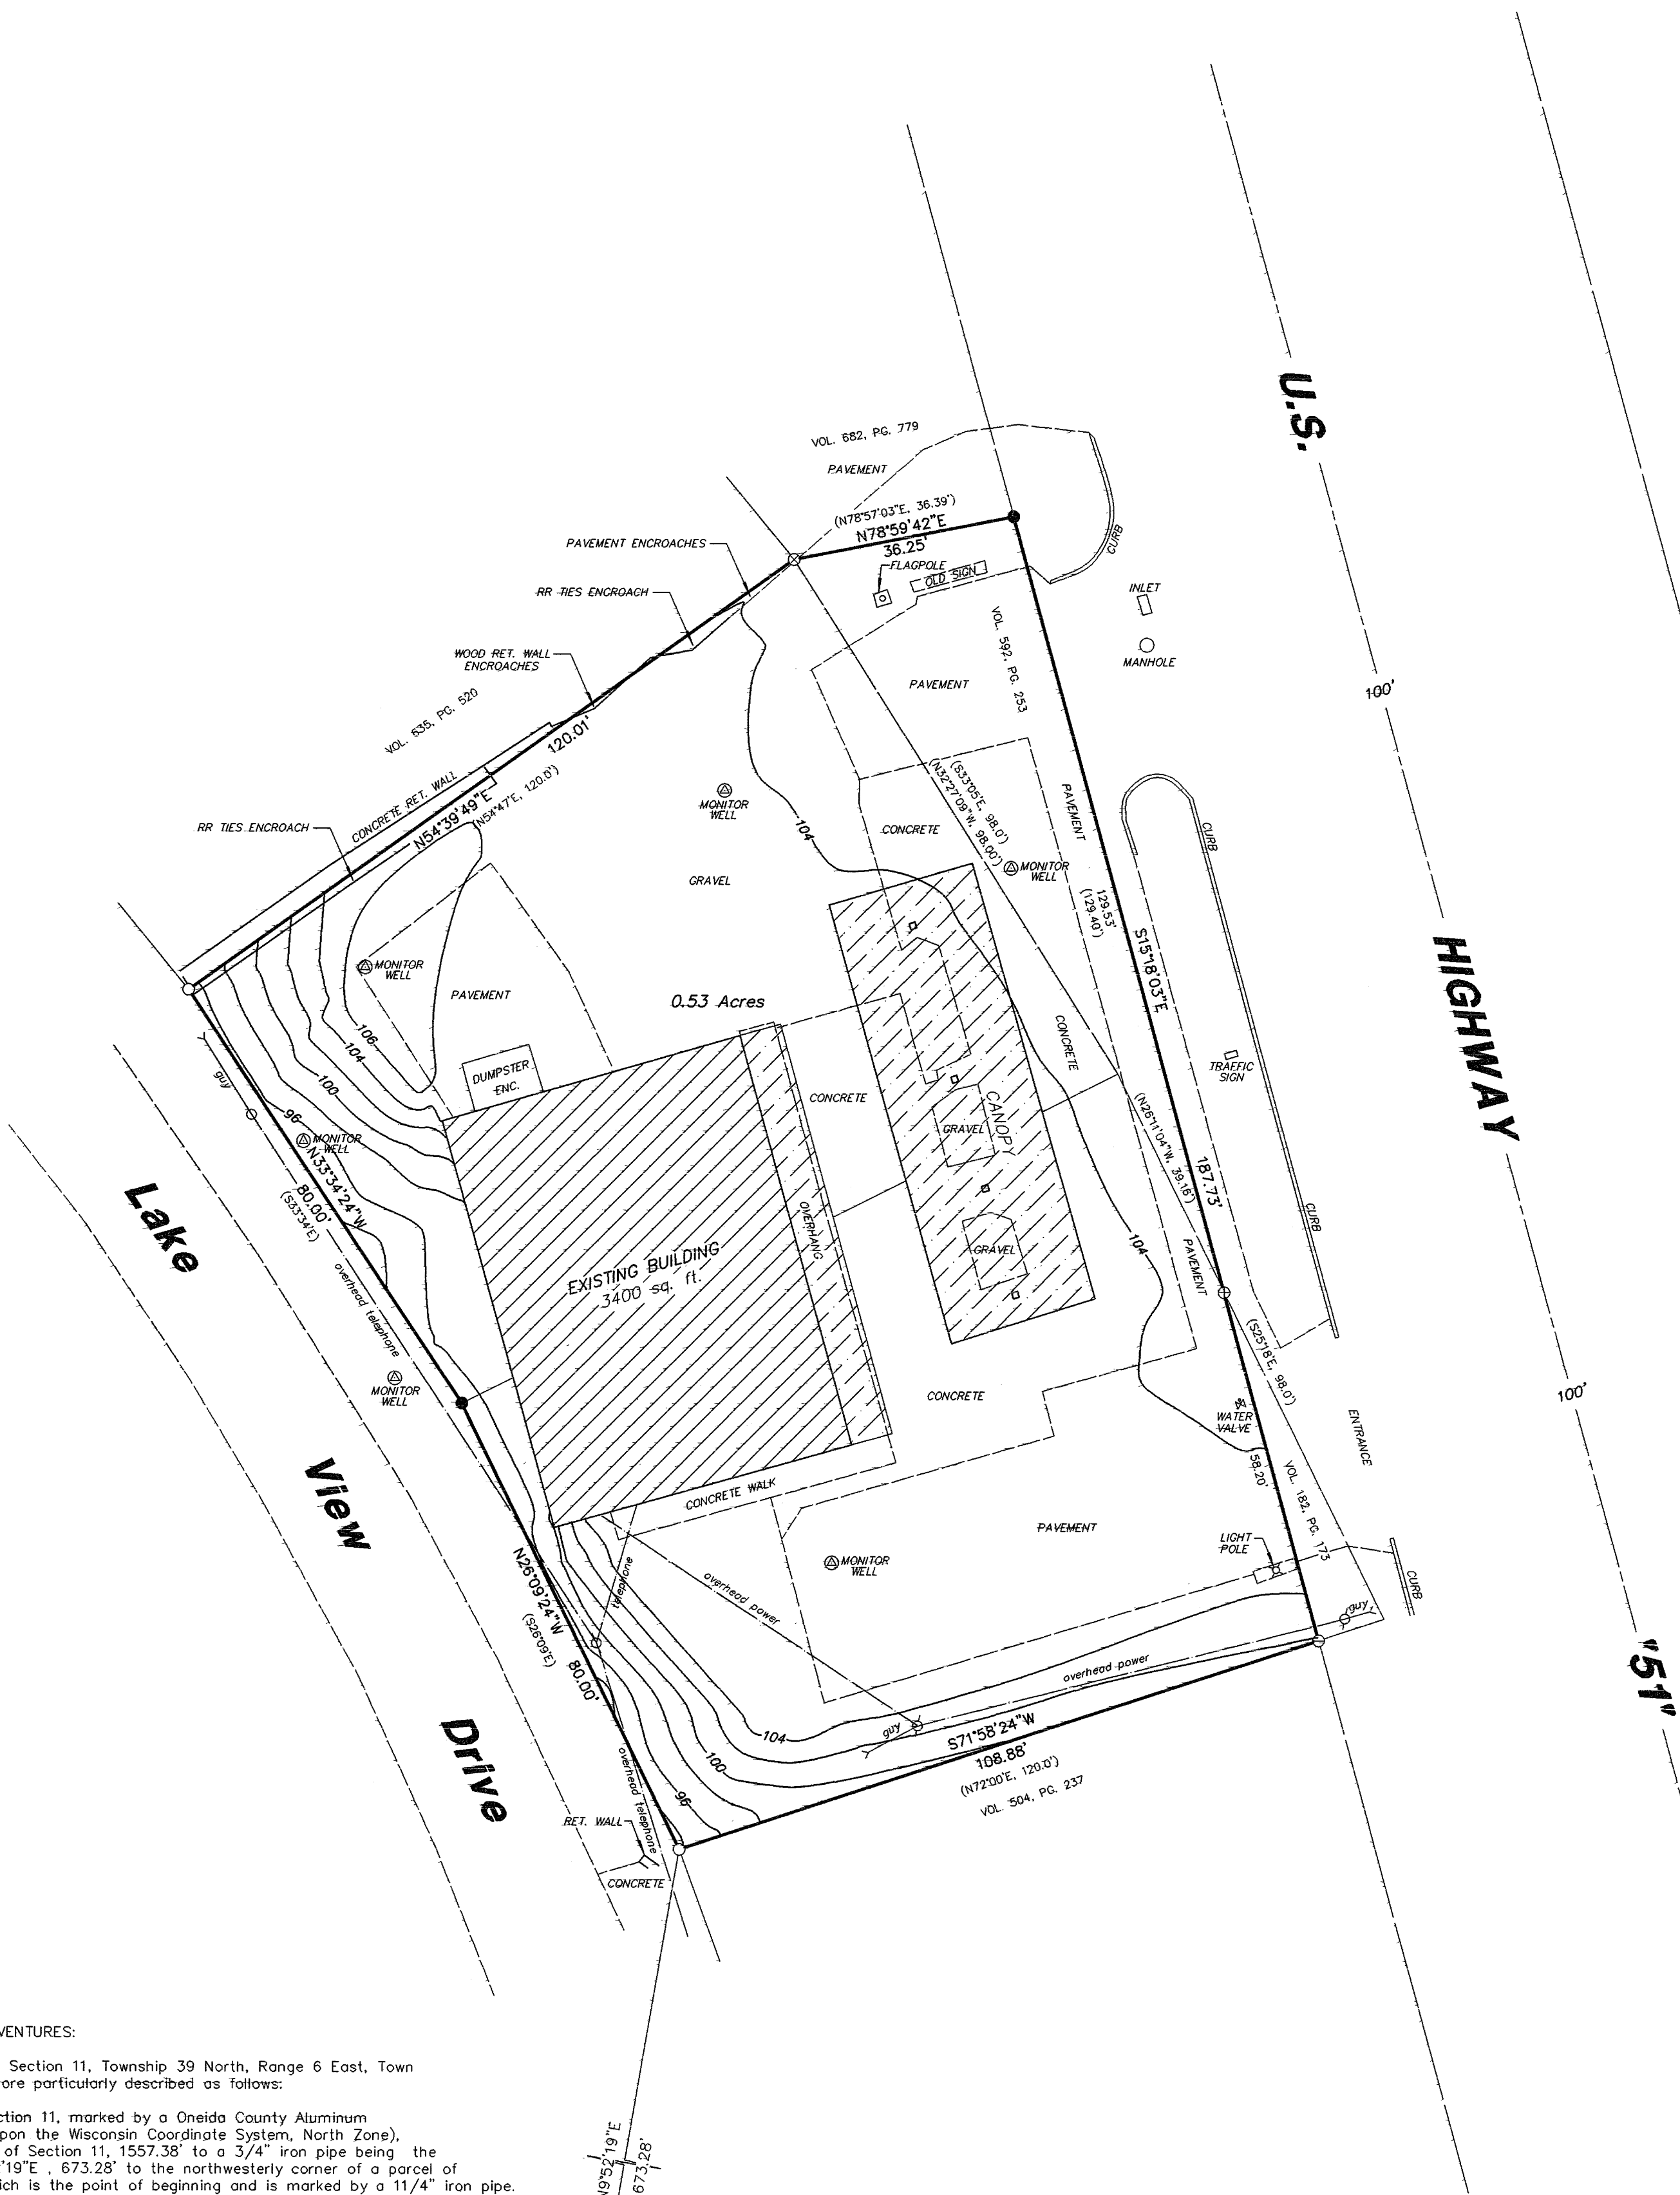 U.S.
HIGHWAY
"51"
100'
100'
VOL. 682, PG. 779
PAVEMENT
(N78°57'03"E, 36.39')
N78°59'42"E
36.25'
FLAGPOLE
OLD SIGN
CURB
INLET
MANHOLE
PAVEMENT ENCROACHES
RR TIES ENCROACH
WOOD RET. WALL
ENCROACHES
VOL. 635, PG. 520
120.01'
CONCRETE RET. WALL
N54°39'49"E
(N54°47'E, 120.0')
RR TIES ENCROACH
VOL. 592, PG. 253
PAVEMENT
MONITOR
WELL
104
(S33°05'E, 98.0')
(N32°27'09"W, 98.00')
PAVEMENT
CONCRETE
CURB
MONITOR
WELL
GRAVEL
129.53'
(129.40')
S15°18'03"E
MONITOR
WELL
PAVEMENT
0.53 Acres
106
104
100
96
DUMPSTER
ENC.
CONCRETE
CONCRETE
TRAFFIC
SIGN
CANOPY
GRAVEL
GRAVEL
(N26°11'04"W, 39.16')
187.73'
guy
MONITOR
WELL
N33°34'24"W
80.00'
(S33°34'E)
Lake
View
Drive
overhead telephone
OVERHANG
EXISTING BUILDING
3400 sq. ft.
104
PAVEMENT
CURB
(S25°18'E, 98.0')
MONITOR
WELL
CONCRETE
WATER
VALVE
ENTRANCE
58.20'
VOL. 182, PG. 173
CONCRETE WALK
PAVEMENT
LIGHT
POLE
CURB
MONITOR
WELL
N26°09'24"W
(S26°09'E)
80.00'
telephone
overhead power
guy
overhead power
guy
104
100
96
S71°58'24"W
108.88'
(N72°00'E, 120.0')
VOL. 504, PG. 237
overhead telephone
RET. WALL
CONCRETE
VENTURES:
Section 11, Township 39 North, Range 6 East, Town
ore particularly described as follows:
ction 11, marked by a Oneida County Aluminum
pon the Wisconsin Coordinate System, North Zone),
of Section 11, 1557.38' to a 3/4" iron pipe being the
'19"E , 673.28' to the northwesterly corner of a parcel of
ich is the point of beginning and is marked by a 11/4" iron pipe.
N9°52'19"E
673.28'